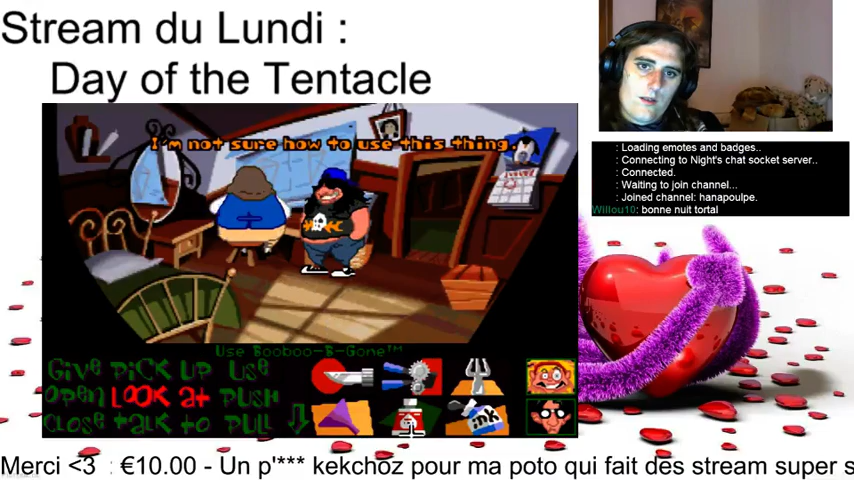 Stream du Lundi :
Day of the Tentacle
I'm not sure how to use this thing.
: Loading emotes and badges..
: Connecting to Night's chat socket server..
: Connected.
: Waiting to join channel...
: Joined channel: hanapoulpe.
Willou10: bonne nuit tortal
Use Booboo-B-Gone™
Give Pick up Use
Open Look at Push
Close Talk to Pull
ink
Merci <3 : €10.00 - Un p'*** kekchoz pour ma poto qui fait des stream super s